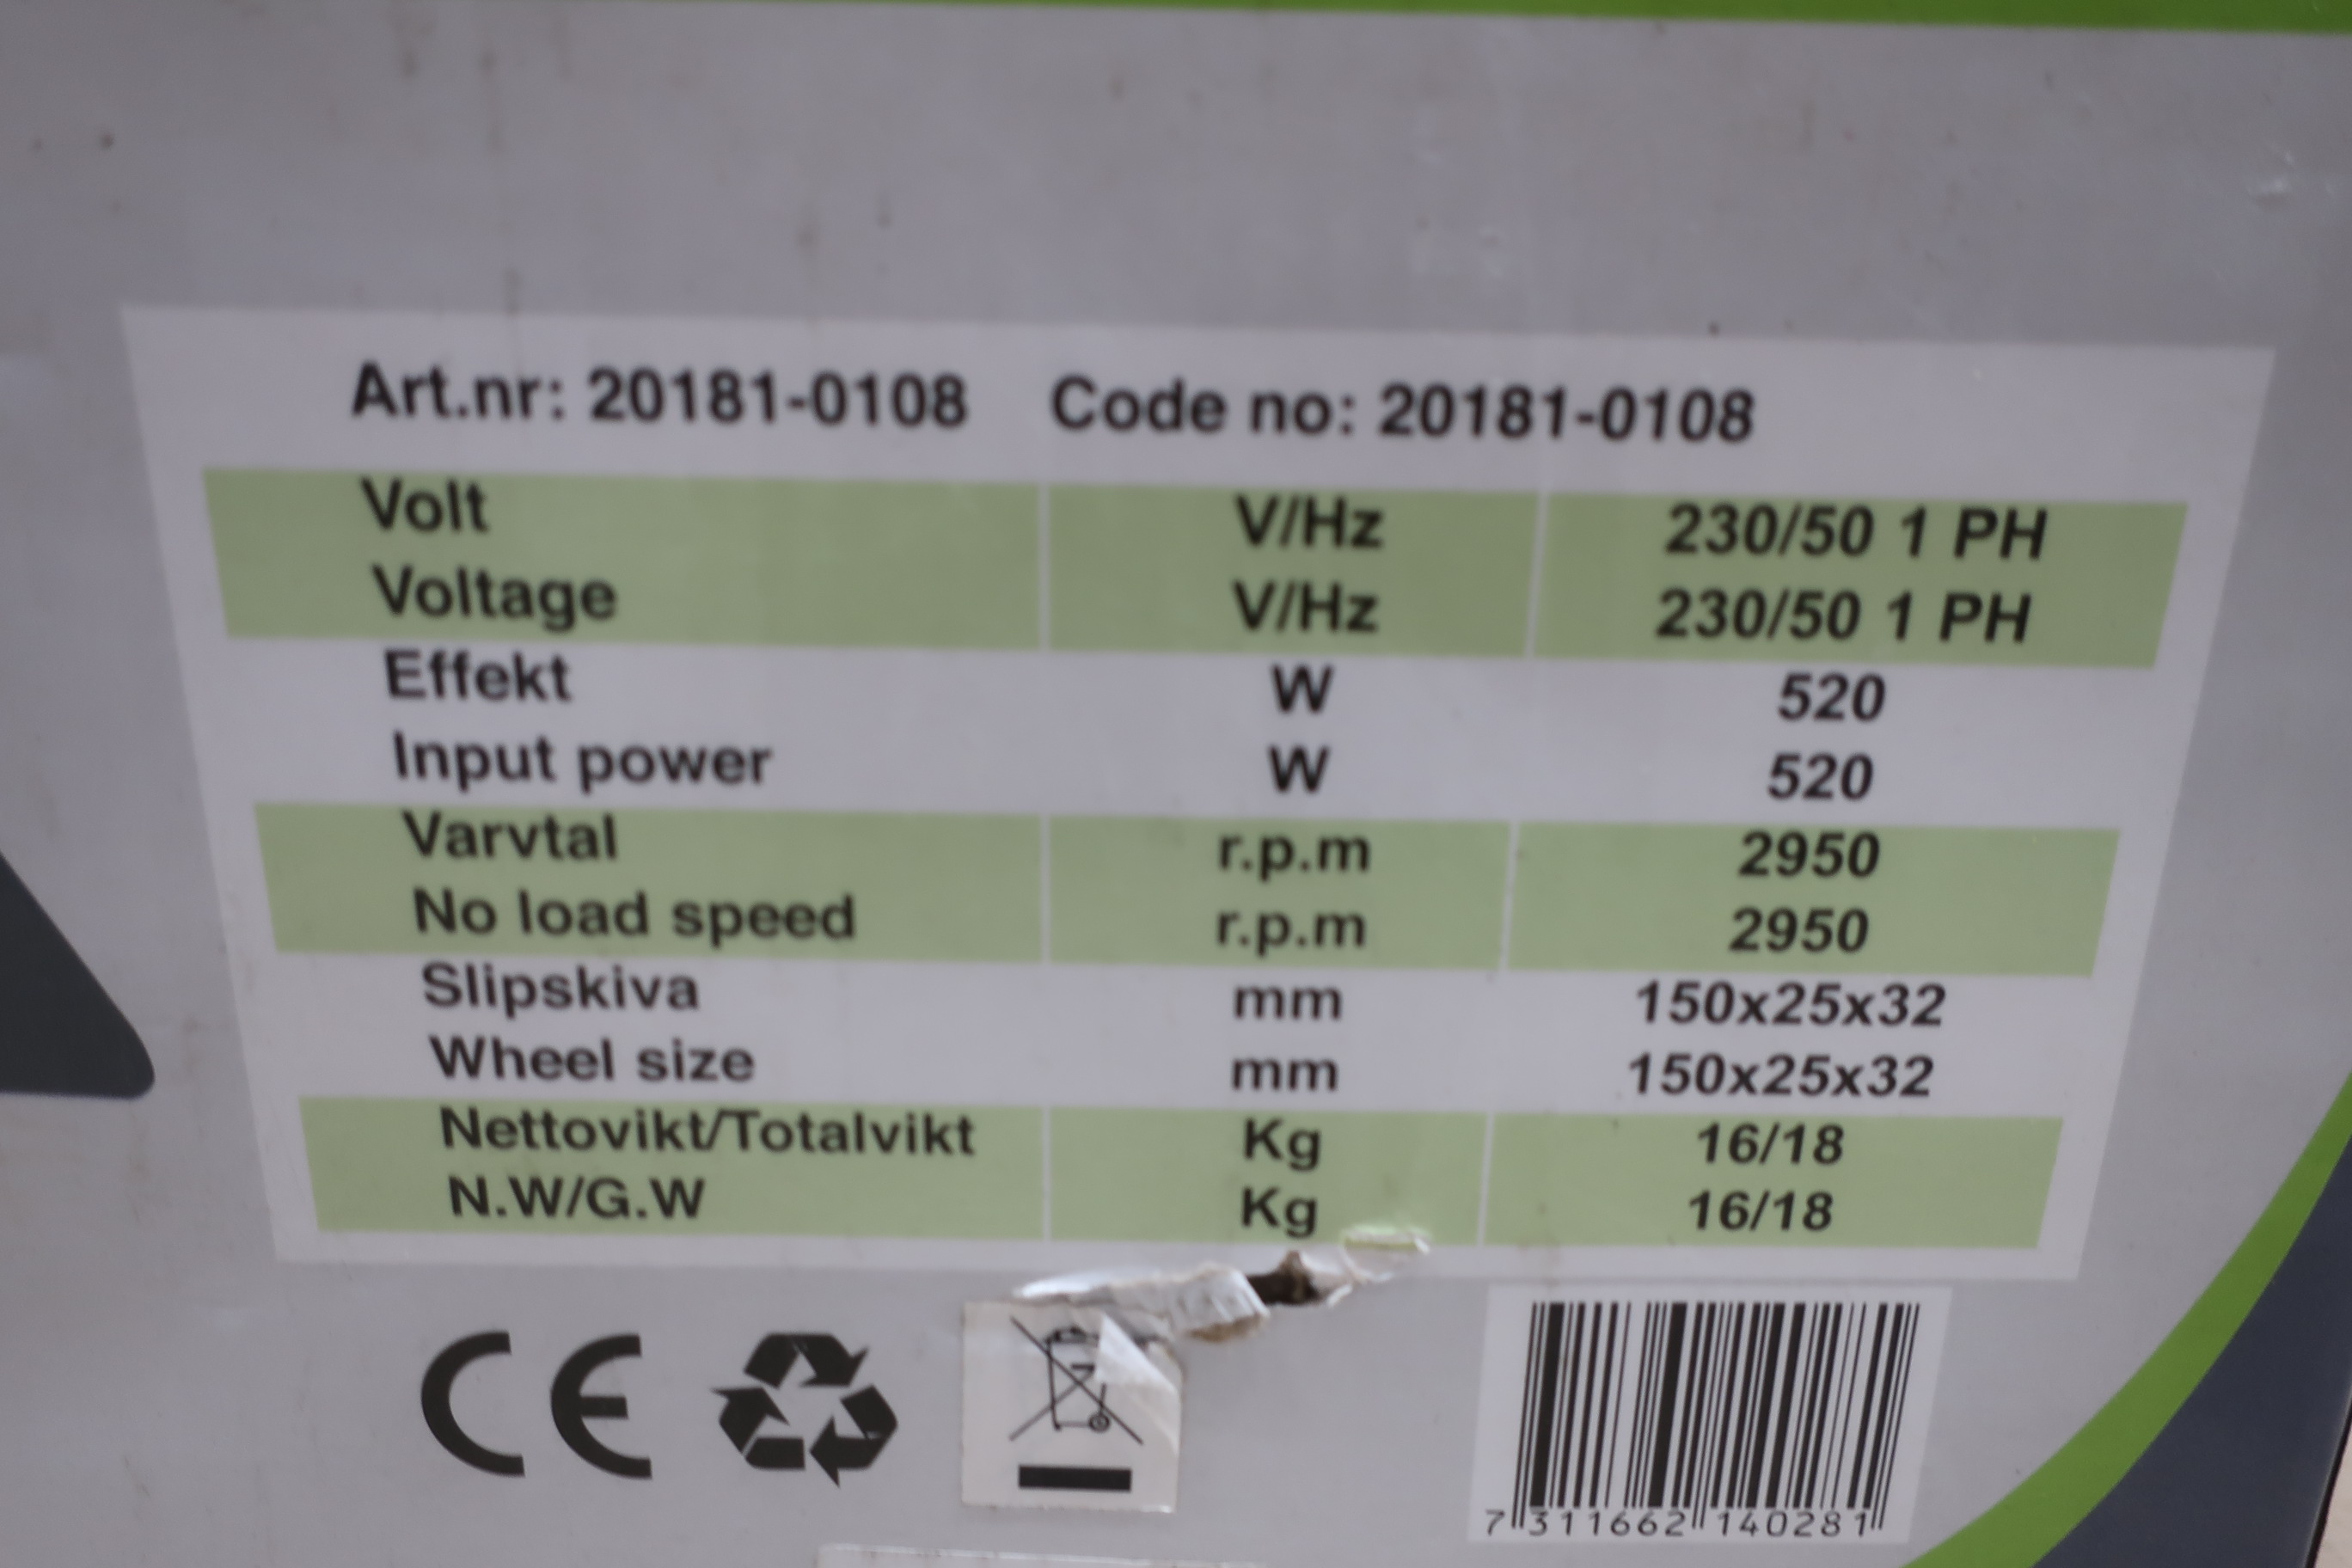 Art.nr: 20181-0108 Code no: 20181-0108
Volt V/Hz 230/50 1 PH
Voltage V/Hz 230/50 1 PH
Effekt W 520
Input power W 520
Varvtal r.p.m 2950
No load speed r.p.m 2950
Slipskiva mm 150x25x32
Wheel size mm 150x25x32
Nettovikt/Totalvikt Kg 16/18
N.W/G.W Kg 16/18
CE
7 311662 140281